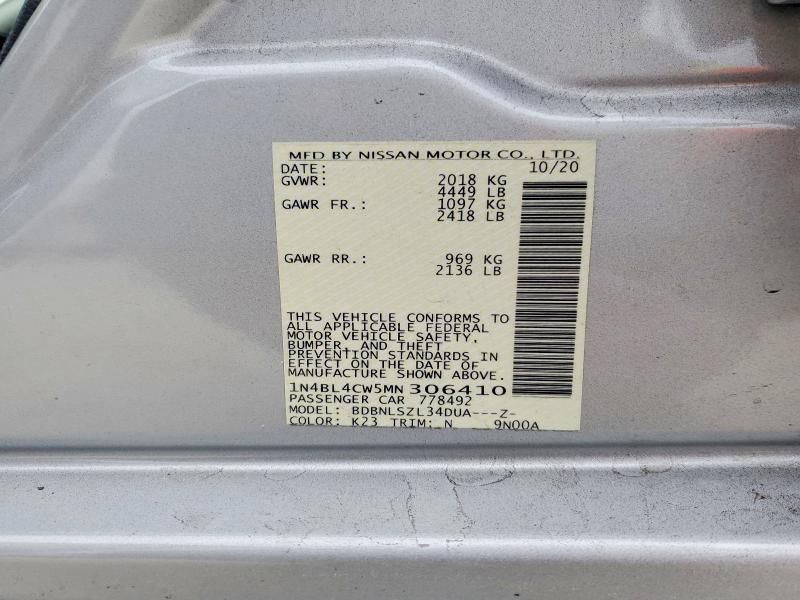 MFD BY NISSAN MOTOR CO., LTD.
DATE: 10/20
GVWR: 2018 KG
4449 LB
GAWR FR.: 1097 KG
2418 LB
GAWR RR.: 969 KG
2136 LB
THIS VEHICLE CONFORMS TO
ALL APPLICABLE FEDERAL
MOTOR VEHICLE SAFETY,
BUMPER, AND THEFT
PREVENTION STANDARDS IN
EFFECT ON THE DATE OF
MANUFACTURE SHOWN ABOVE.
1N4BL4CW5MN306410
PASSENGER CAR 778492
MODEL: BDBNLSZL34DUA---Z-
COLOR: K23 TRIM: N 9N00A